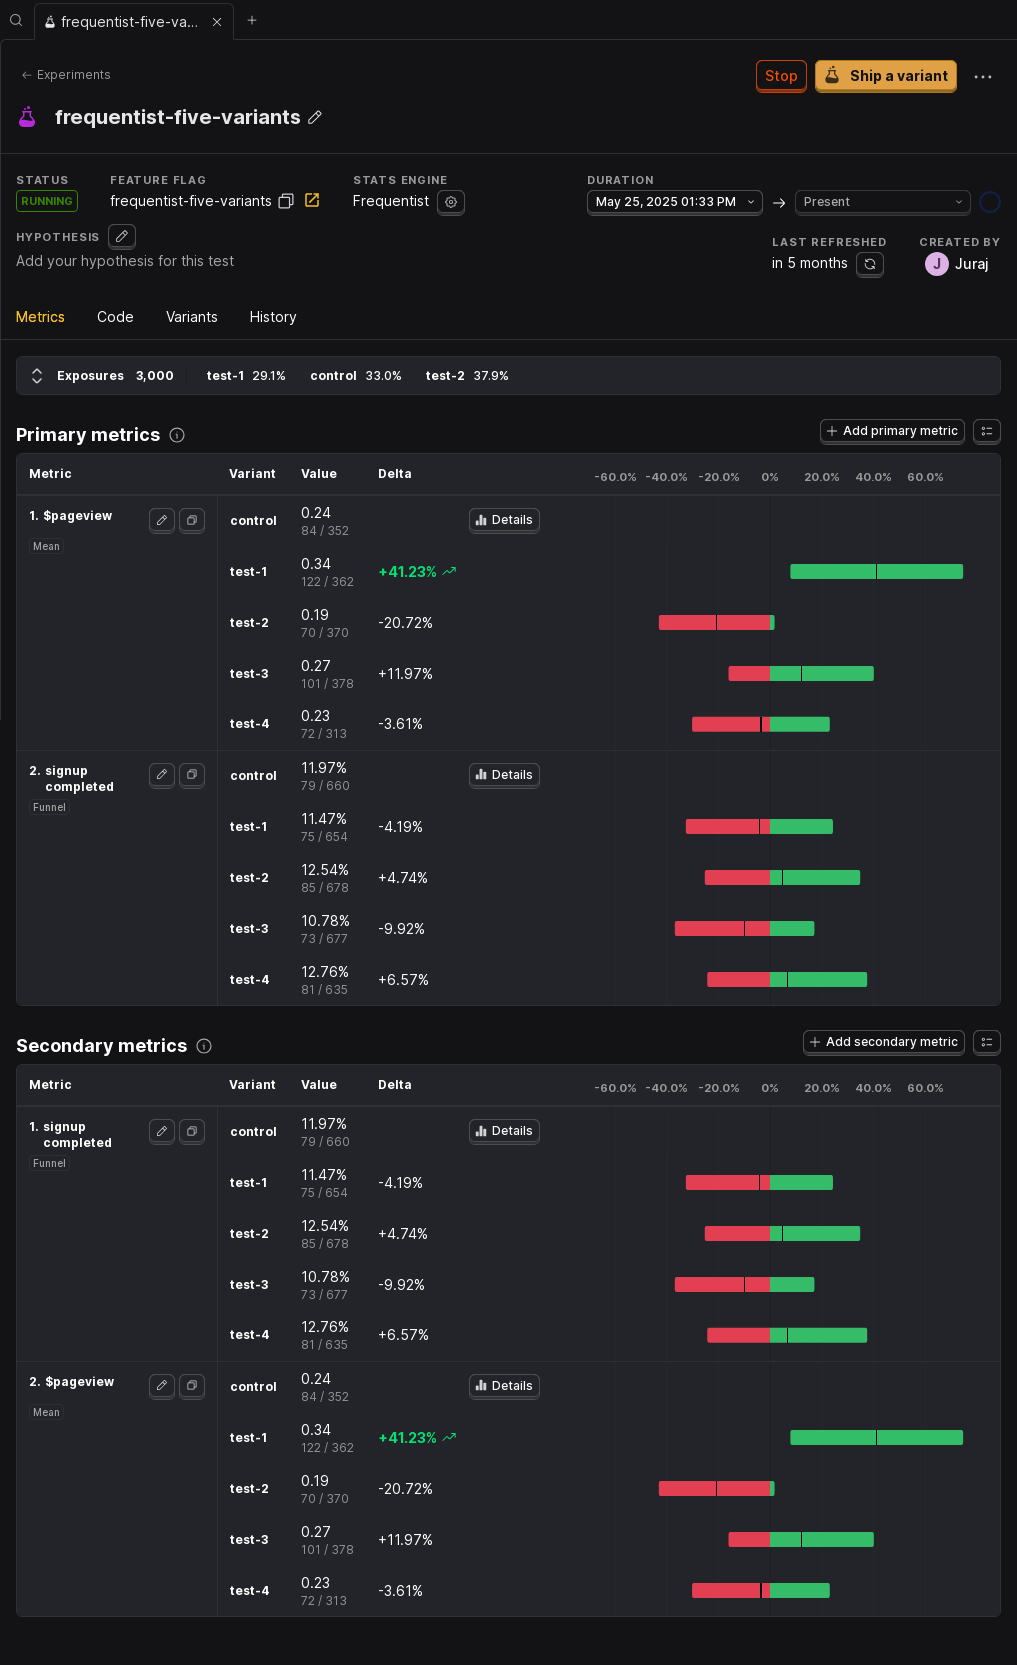 frequentist-five-va...
Experiments
Stop
Ship a variant
frequentist-five-variants
STATUS
FEATURE FLAG
STATS ENGINE
DURATION
RUNNING
frequentist-five-variants
Frequentist
May 25, 2025 01:33 PM
Present
HYPOTHESIS
LAST REFRESHED
CREATED BY
Add your hypothesis for this test
in 5 months
J Juraj
Metrics Code Variants History
Exposures 3,000 test-1 29.1% control 33.0% test-2 37.9%
Primary metrics
Add primary metric
Metric Variant Value Delta -60.0% -40.0% -20.0% 0% 20.0% 40.0% 60.0%
1. $pageview
Mean
control 0.24 Details
84 / 352
test-1 0.34 +41.23%
122 / 362
test-2 0.19 -20.72%
70 / 370
test-3 0.27 +11.97%
101 / 378
test-4 0.23 -3.61%
72 / 313
2. signup
completed
Funnel
control 11.97% Details
79 / 660
test-1 11.47% -4.19%
75 / 654
test-2 12.54% +4.74%
85 / 678
test-3 10.78% -9.92%
73 / 677
test-4 12.76% +6.57%
81 / 635
Secondary metrics
Add secondary metric
Metric Variant Value Delta -60.0% -40.0% -20.0% 0% 20.0% 40.0% 60.0%
1. signup
completed
Funnel
control 11.97% Details
79 / 660
test-1 11.47% -4.19%
75 / 654
test-2 12.54% +4.74%
85 / 678
test-3 10.78% -9.92%
73 / 677
test-4 12.76% +6.57%
81 / 635
2. $pageview
Mean
control 0.24 Details
84 / 352
test-1 0.34 +41.23%
122 / 362
test-2 0.19 -20.72%
70 / 370
test-3 0.27 +11.97%
101 / 378
test-4 0.23 -3.61%
72 / 313